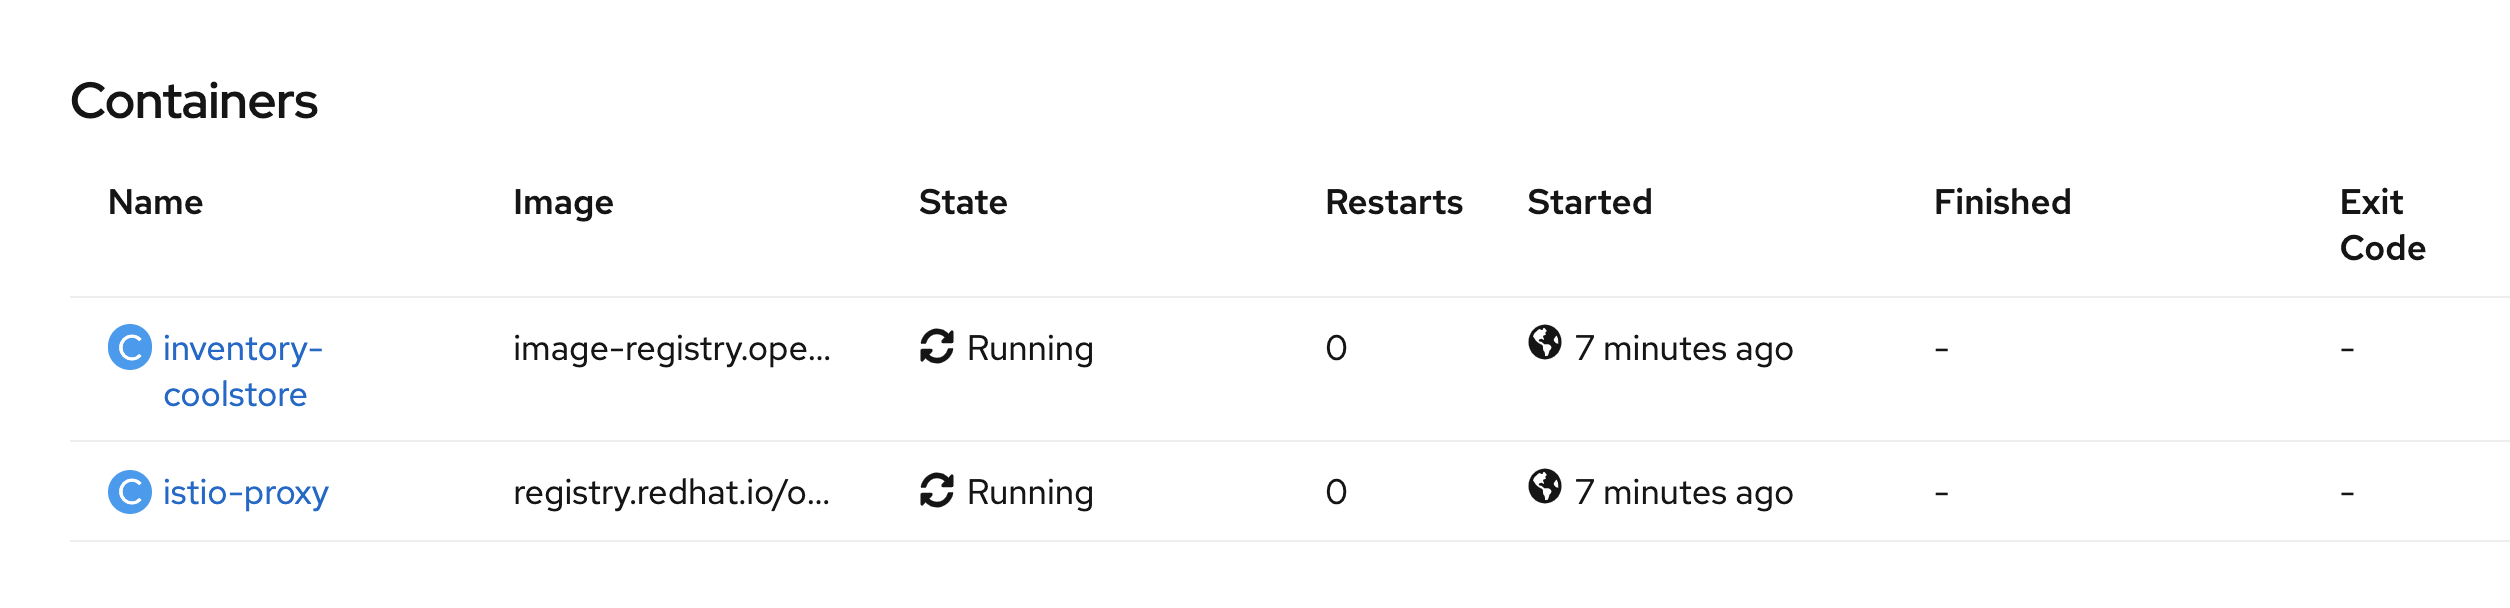 Containers
Name Image State Restarts Started Finished Exit
Code
C inventory- image-registry.ope... Running 0 7 minutes ago - -
coolstore
C istio-proxy registry.redhat.io/o... Running 0 7 minutes ago - -